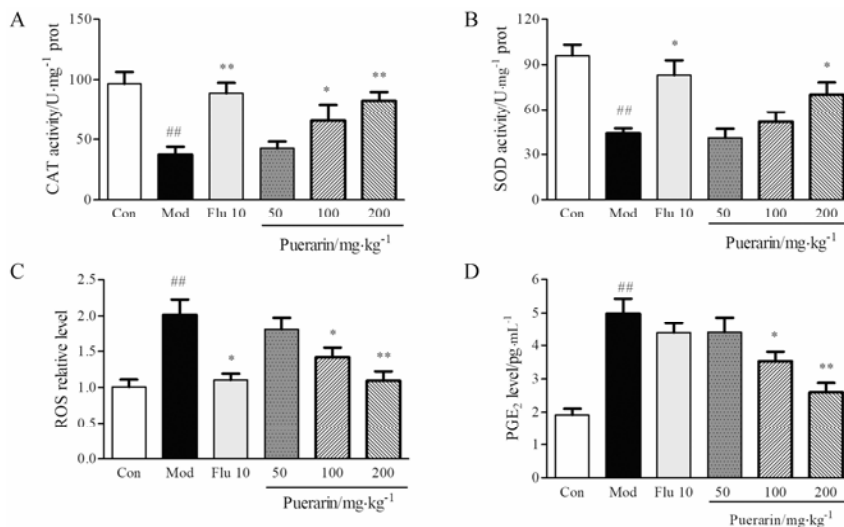 A
CAT activity/U·mg⁻¹ prot
150
100
50
0
##
**
*
**
Con Mod Flu 10 50 100 200
Puerarin/mg·kg⁻¹
B
SOD activity/U·mg⁻¹ prot
120
90
60
30
0
##
*
*
Con Mod Flu 10 50 100 200
Puerarin/mg·kg⁻¹
C
ROS relative level
2.5
2.0
1.5
1.0
0.5
0.0
##
*
*
**
Con Mod Flu 10 50 100 200
Puerarin/mg·kg⁻¹
D
PGE₂ level/pg·mL⁻¹
6
5
4
3
2
1
0
##
*
**
Con Mod Flu 10 50 100 200
Puerarin/mg·kg⁻¹